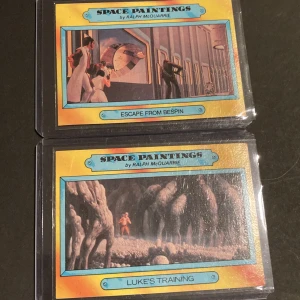 SPACE PAINTINGS
by RALPH McQUARRIE
ESCAPE FROM BESPIN
SPACE PAINTINGS
by RALPH McQUARRIE
LUKE'S TRAINING